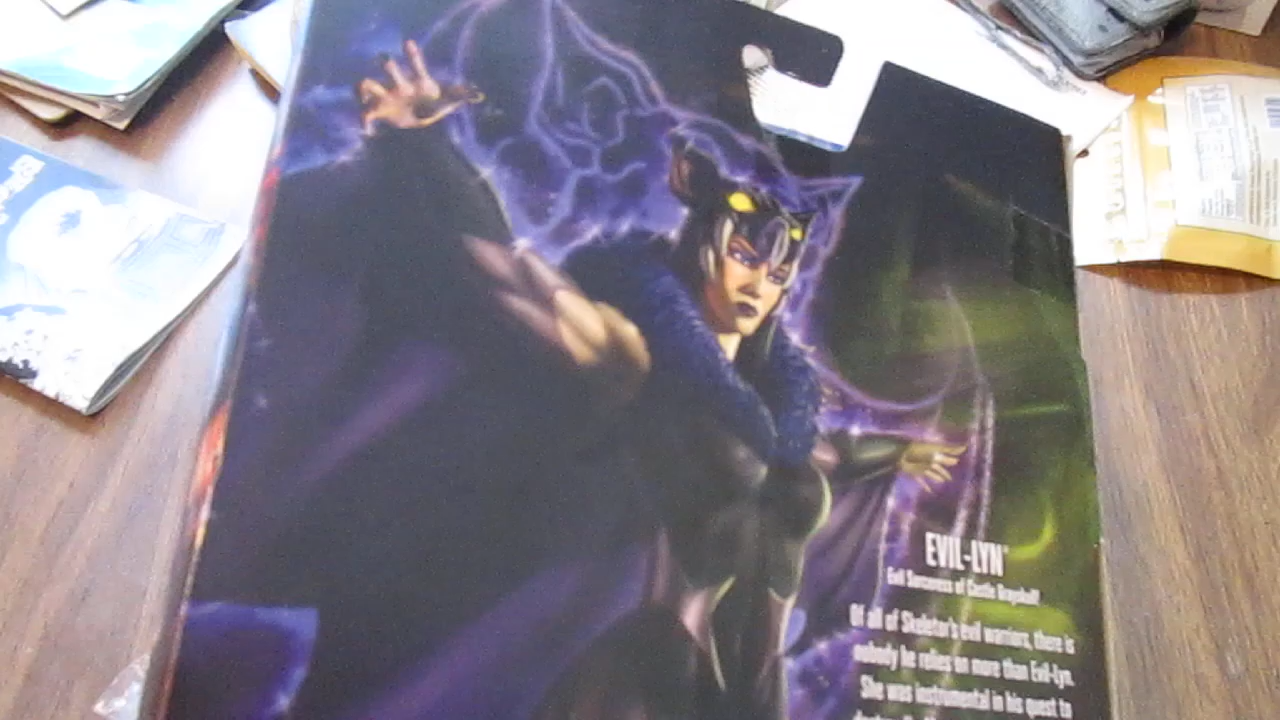 EVIL-LYN
Evil Sorceress of Castle Grayskull
Of all of Skeletor's evil warriors, there is
nobody he relies on more than Evil-Lyn.
She was instrumental in his quest to